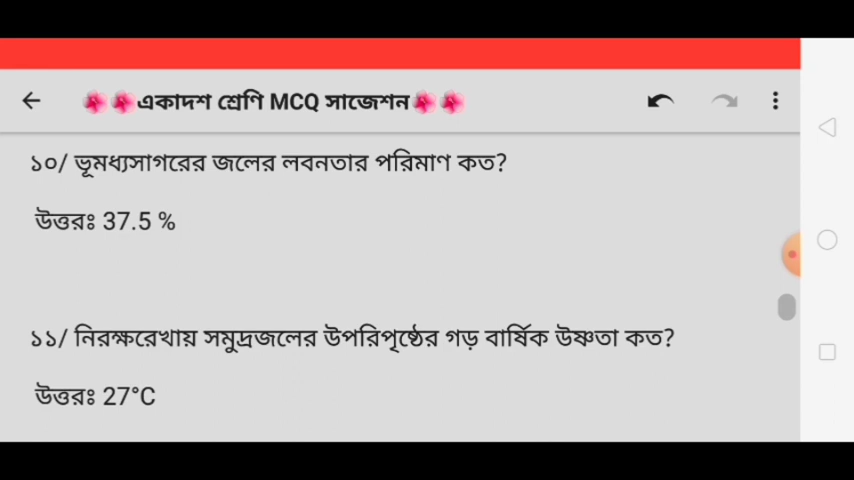 🌺🌺একাদশ শ্রেণি MCQ সাজেশন🌺🌺
১০/ ভূমধ্যসাগরের জলের লবনতার পরিমাণ কত?
উত্তরঃ 37.5 %
১১/ নিরক্ষরেখায় সমুদ্রজলের উপরিপৃষ্ঠের গড় বার্ষিক উষ্ণতা কত?
উত্তরঃ 27°C